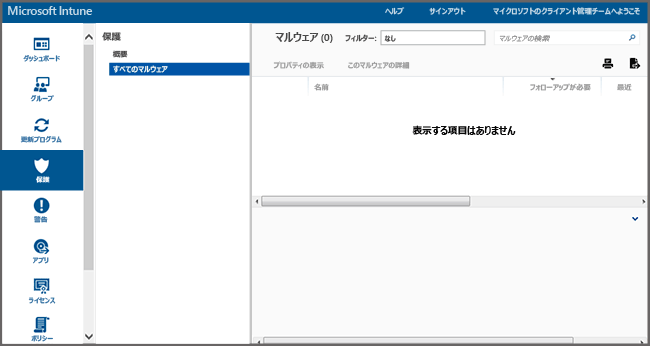 Microsoft Intune
ヘルプ
サインアウト
マイクロソフトのクライアント管理チームへようこそ
ダッシュボード
グループ
更新プログラム
保護
警告
アプリ
ライセンス
ポリシー
保護
概要
すべてのマルウェア
マルウェア (0)
フィルター:
なし
マルウェアの検索
プロパティの表示
このマルウェアの詳細
名前
フォローアップが必要
最近
表示する項目はありません